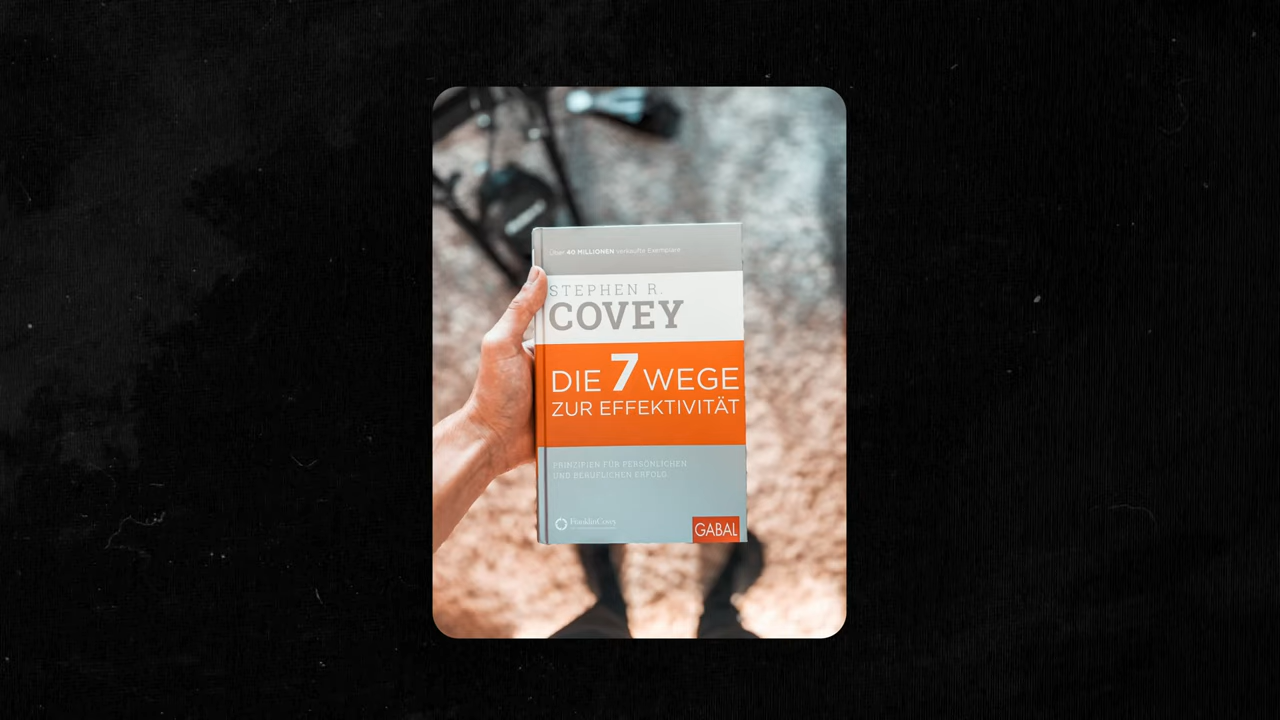 Über 40 MILLIONEN verkaufte Exemplare
STEPHEN R.
COVEY
DIE 7 WEGE
ZUR EFFEKTIVITÄT
PRINZIPIEN FÜR PERSÖNLICHEN
UND BERUFLICHEN ERFOLG
FranklinCovey
GABAL